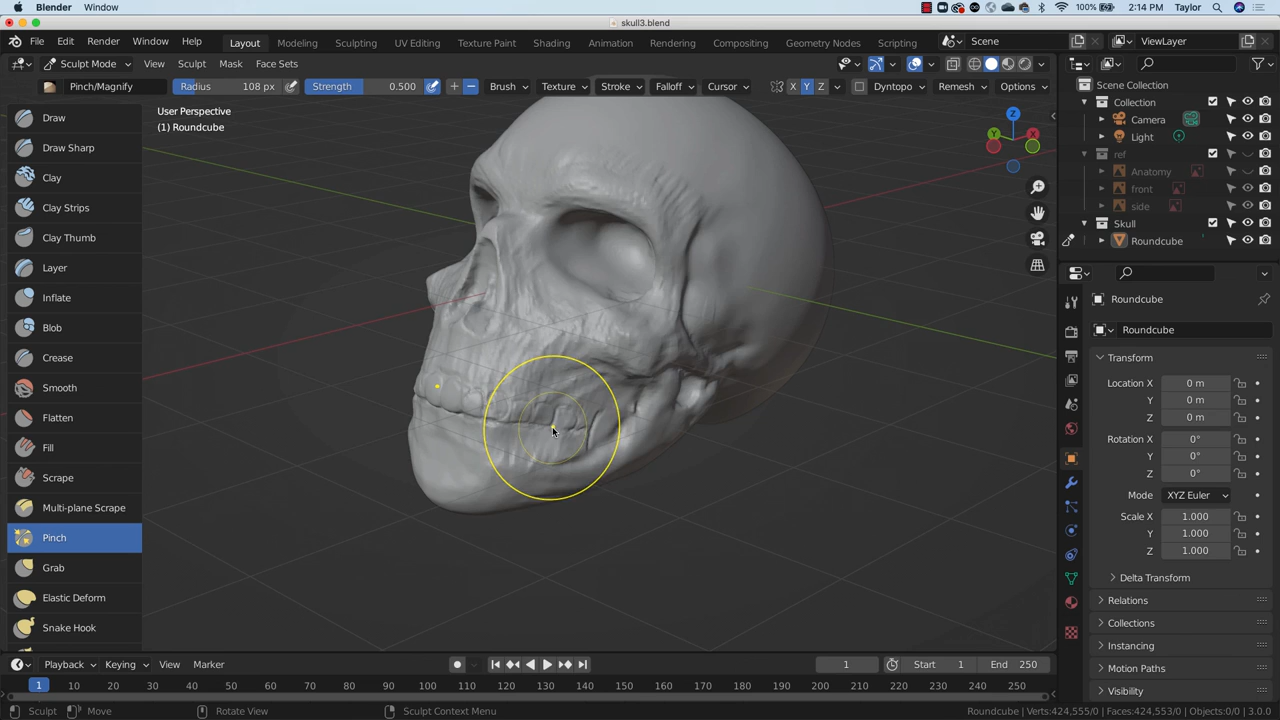 Blender Window 100% 2:14 PM Taylor
skull3.blend
File Edit Render Window Help Layout Modeling Sculpting UV Editing Texture Paint Shading Animation Rendering Compositing Geometry Nodes Scripting Scene ViewLayer
Sculpt Mode View Sculpt Mask Face Sets
Pinch/Magnify Radius 108 px Strength 0.500 Brush Texture Stroke Falloff Cursor X Y Z Dyntopo Remesh Options
User Perspective
(1) Roundcube
Draw
Draw Sharp
Clay
Clay Strips
Clay Thumb
Layer
Inflate
Blob
Crease
Smooth
Flatten
Fill
Scrape
Multi-plane Scrape
Pinch
Grab
Elastic Deform
Snake Hook
Z
Y X
Scene Collection
Collection
Camera
Light
ref
Anatomy
front
side
Skull
Roundcube
Roundcube
Roundcube
Transform
Location X 0 m
Y 0 m
Z 0 m
Rotation X 0°
Y 0°
Z 0°
Mode XYZ Euler
Scale X 1.000
Y 1.000
Z 1.000
Delta Transform
Relations
Collections
Instancing
Motion Paths
Visibility
Playback Keying View Marker 1 Start 1 End 250
1 10 20 30 40 50 60 70 80 90 100 110 120 130 140 150 160 170 180 190 200 210 220 230 240 250
Sculpt Move Rotate View Sculpt Context Menu Roundcube | Verts:424,555/0 | Faces:424,553/0 | Objects:0/0 | 3.0.0